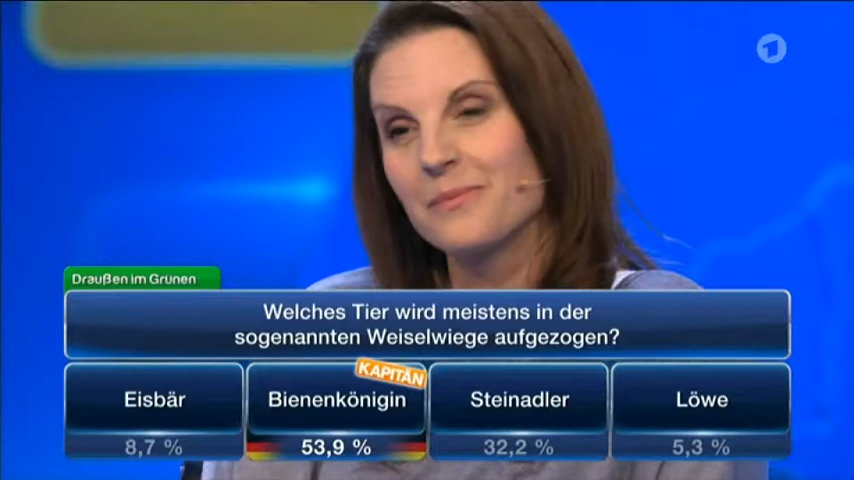 1
Draußen im Grünen
Welches Tier wird meistens in der
sogenannten Weiselwiege aufgezogen?
KAPITÄN
Eisbär
Bienenkönigin
Steinadler
Löwe
8,7 %
53,9 %
32,2 %
5,3 %